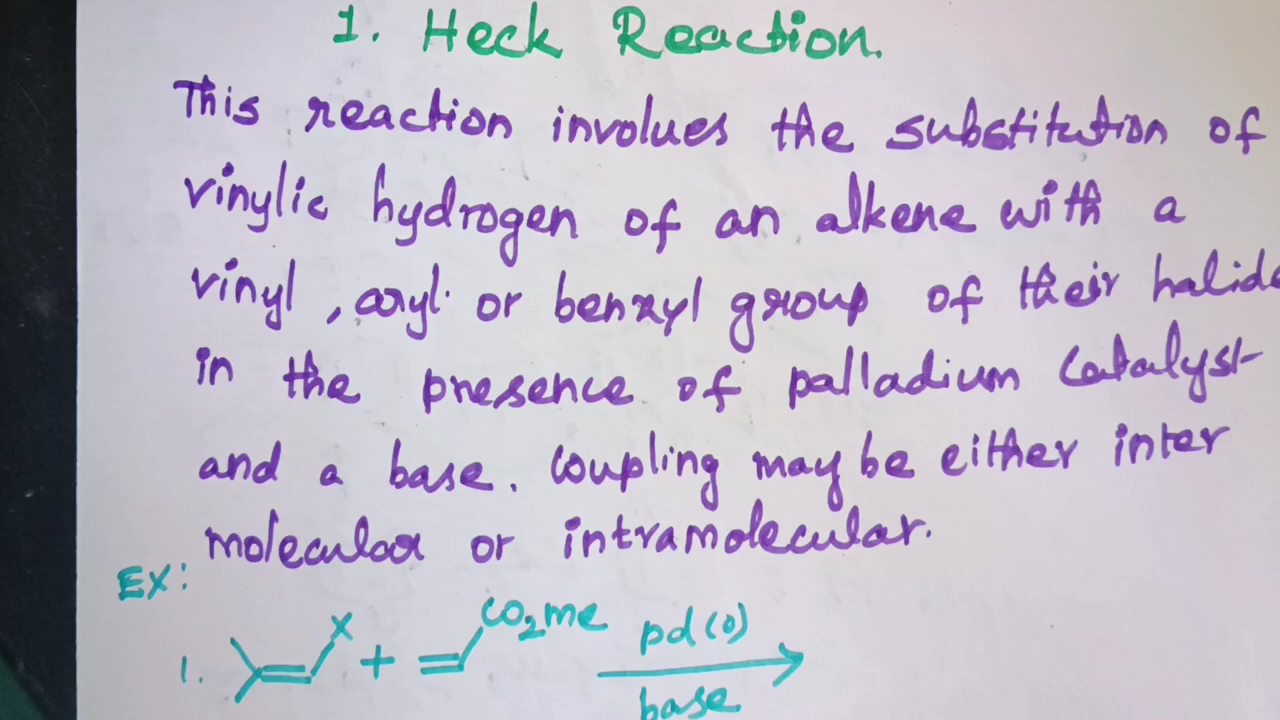 1. Heck Reaction.
This reaction involues the substitution of
vinylic hydrogen of an alkene with a
vinyl, aryl or benzyl group of their halide
in the presence of palladium catalyst
and a base. Coupling may be either inter
molecular or intramolecular.
EX:
1. X + CO2me pd(0)
base